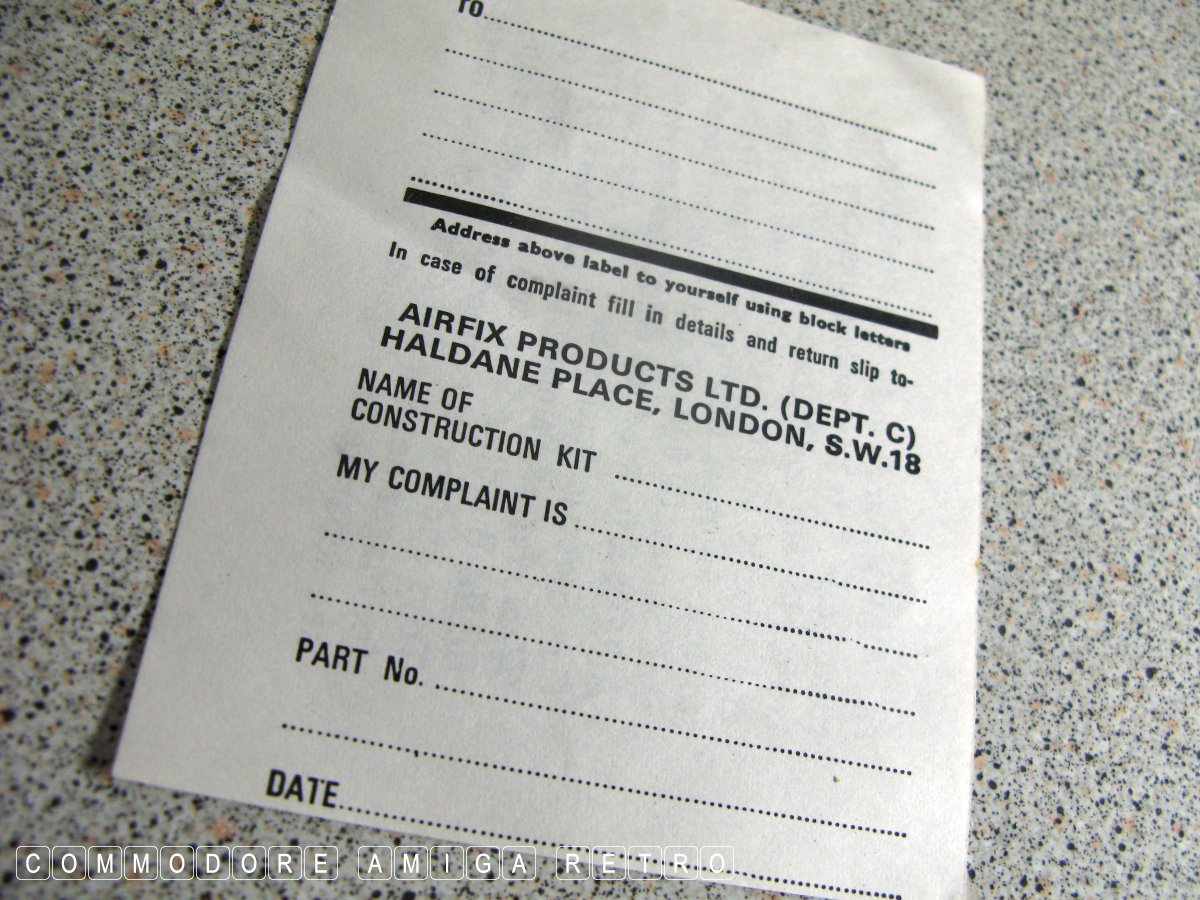 TO
Address above label to yourself using block letters
In case of complaint fill in details and return slip to-
AIRFIX PRODUCTS LTD. (DEPT. C)
HALDANE PLACE, LONDON, S.W.18
NAME OF
CONSTRUCTION KIT
MY COMPLAINT IS
PART No.
DATE
COMMODORE AMIGA RETRO